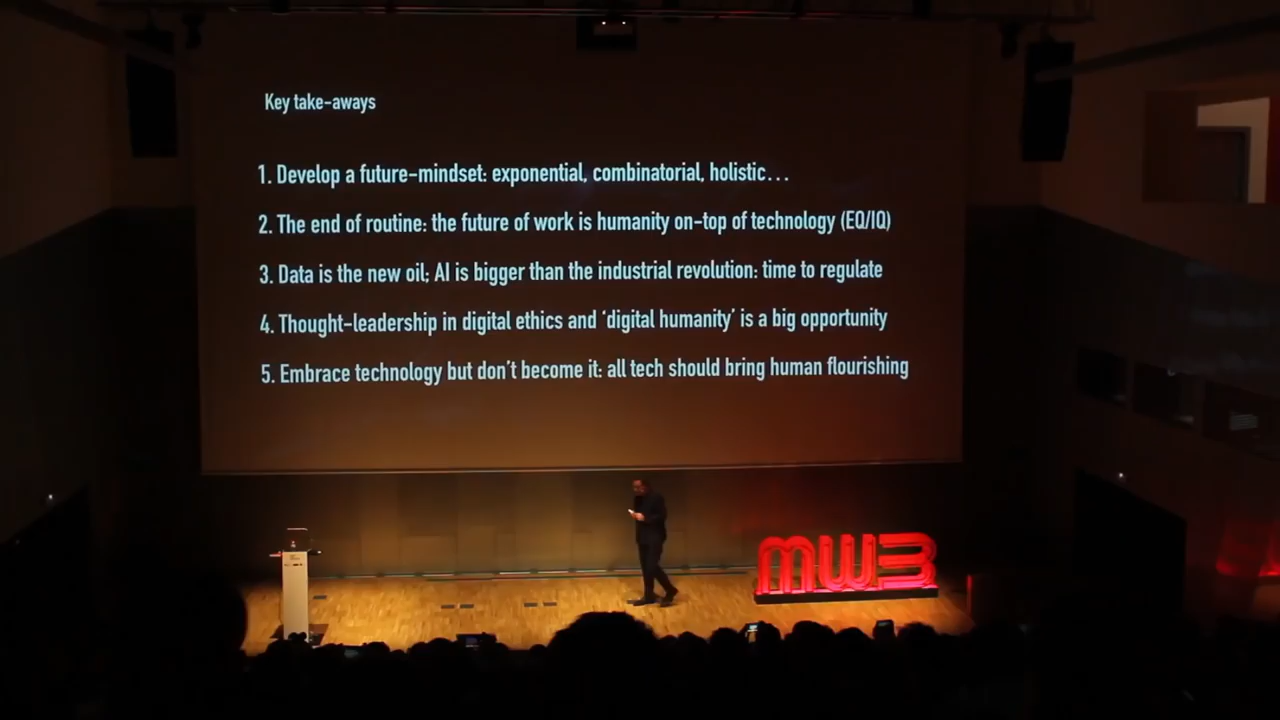 Key take-aways
1. Develop a future-mindset: exponential, combinatorial, holistic...
2. The end of routine: the future of work is humanity on-top of technology (EQ/IQ)
3. Data is the new oil; AI is bigger than the industrial revolution: time to regulate
4. Thought-leadership in digital ethics and ‘digital humanity’ is a big opportunity
5. Embrace technology but don’t become it: all tech should bring human flourishing
MWB